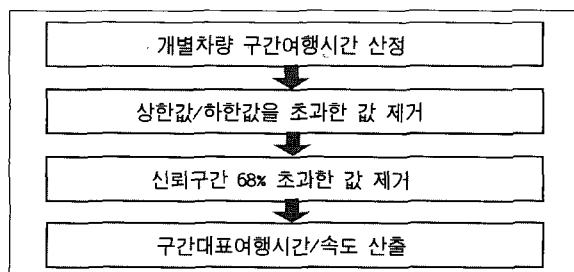 개별차량 구간여행시간 산정
상한값/하한값을 초과한 값 제거
신뢰구간 68% 초과한 값 제거
구간대표여행시간/속도 산출